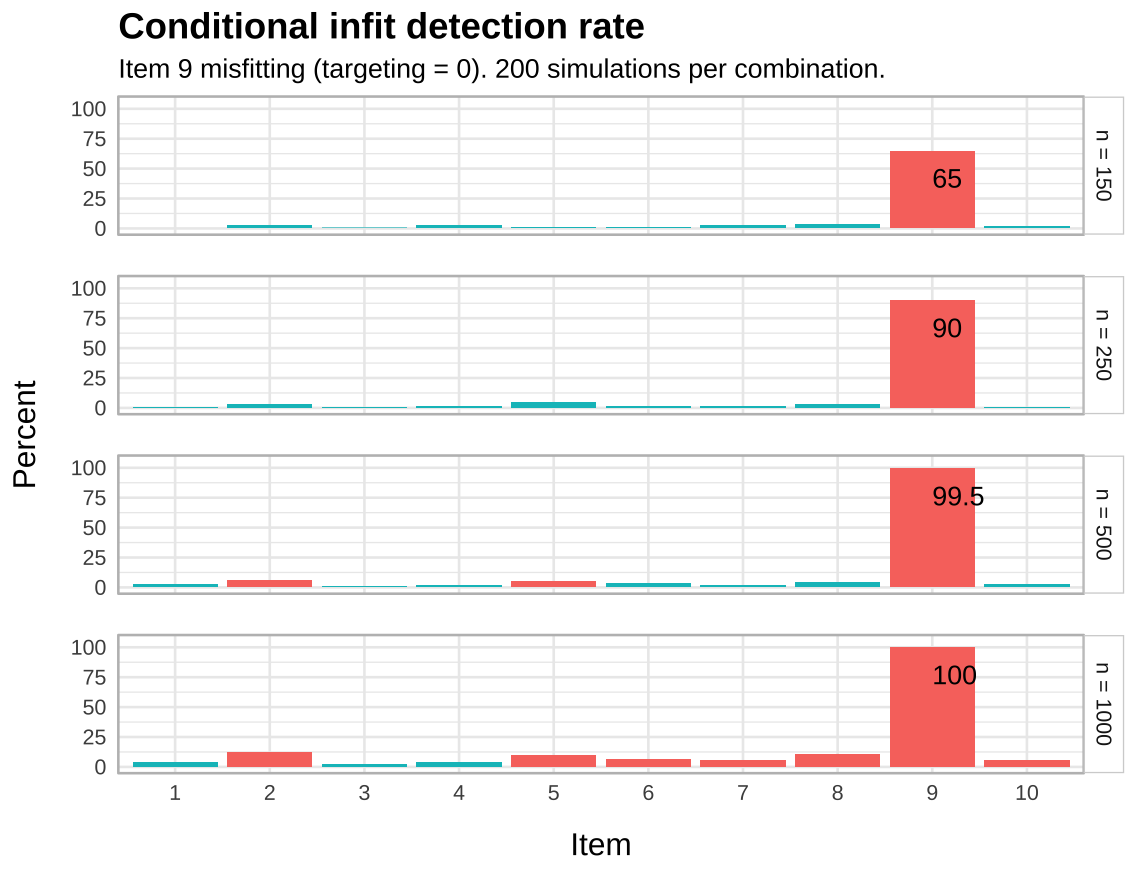 Conditional infit detection rate
Item 9 misfitting (targeting = 0). 200 simulations per combination.
Percent
100
75
50
25
0
65
n = 150
100
75
50
25
0
90
n = 250
100
75
50
25
0
99.5
n = 500
100
75
50
25
0
100
n = 1000
1 2 3 4 5 6 7 8 9 10
Item